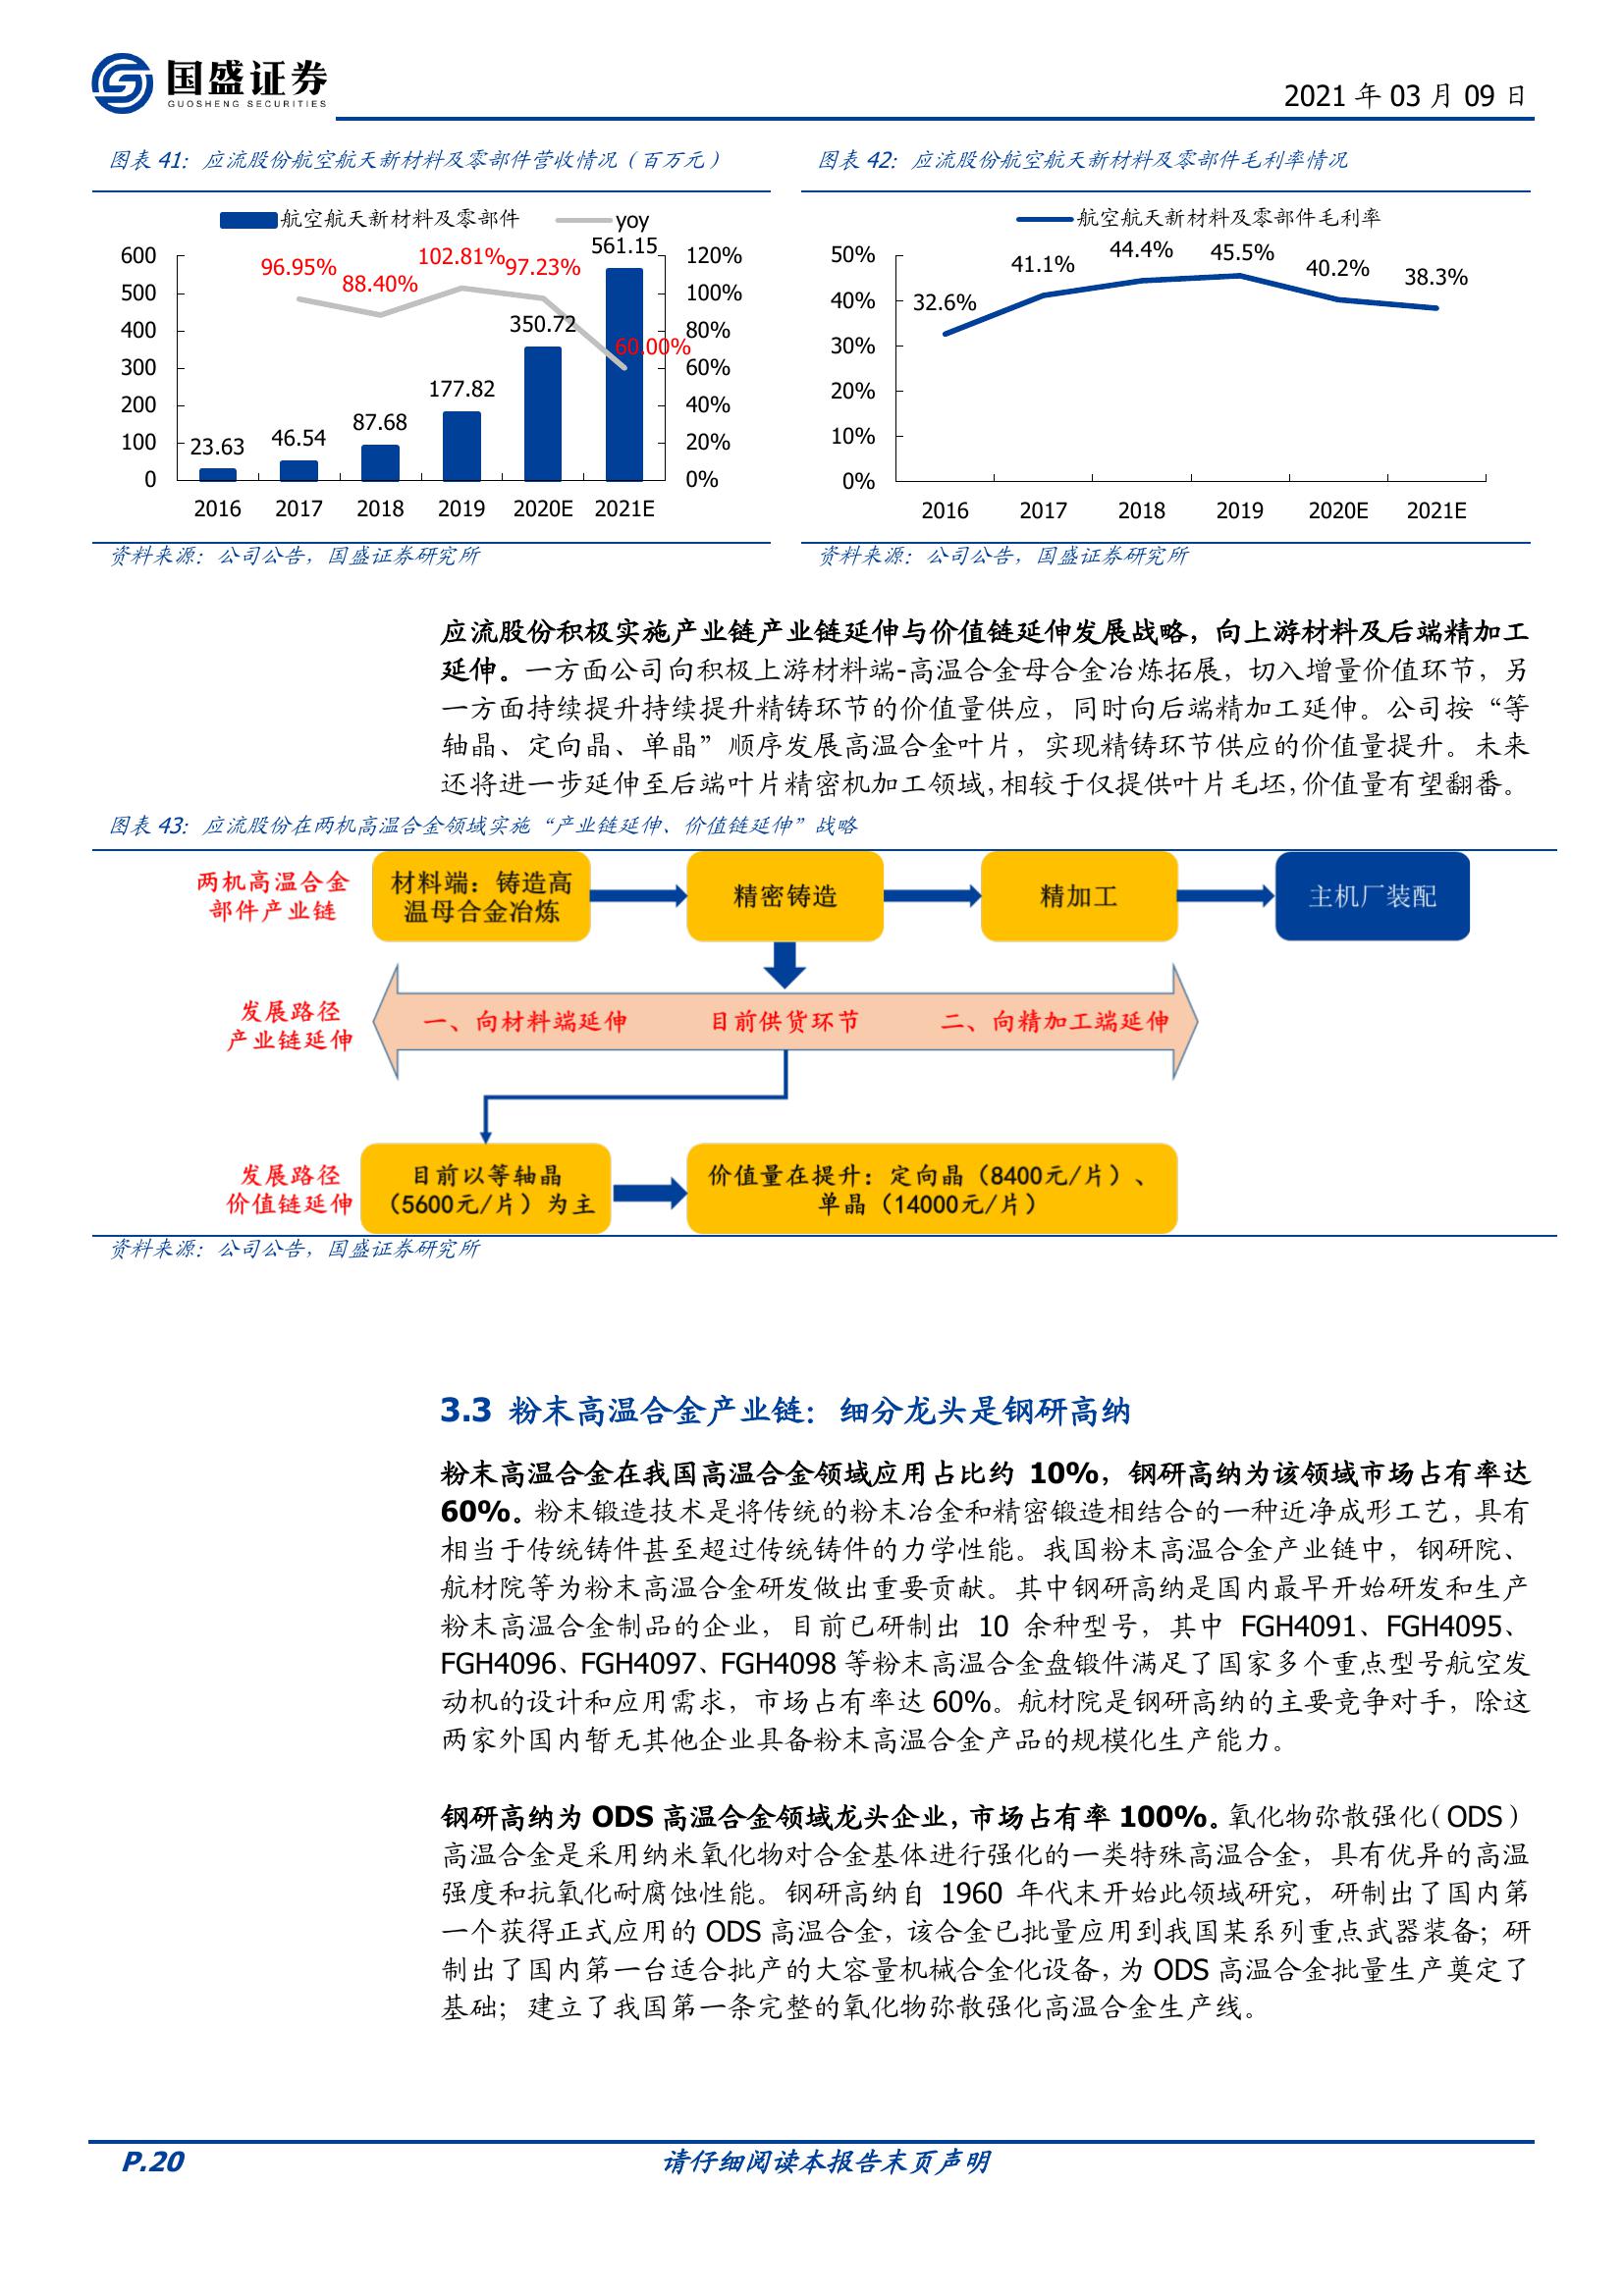 国盛证券
GUOSHENG SECURITIES
2021 年 03 月 09 日
图表 41：应流股份航空航天新材料及零部件营收情况（百万元）
航空航天新材料及零部件 yoy
600
500
400
300
200
100
0
120%
100%
80%
60%
40%
20%
0%
96.95%
88.40%
102.81%
97.23%
60.00%
23.63
46.54
87.68
177.82
350.72
561.15
2016 2017 2018 2019 2020E 2021E
资料来源：公司公告，国盛证券研究所
图表 42：应流股份航空航天新材料及零部件毛利率情况
航空航天新材料及零部件毛利率
50%
40%
30%
20%
10%
0%
32.6%
41.1%
44.4%
45.5%
40.2%
38.3%
2016 2017 2018 2019 2020E 2021E
资料来源：公司公告，国盛证券研究所
应流股份积极实施产业链产业链延伸与价值链延伸发展战略，向上游材料及后端精加工
延伸。一方面公司向积极上游材料端-高温合金母合金冶炼拓展，切入增量价值环节，另
一方面持续提升持续提升精铸环节的价值量供应，同时向后端精加工延伸。公司按“等
轴晶、定向晶、单晶”顺序发展高温合金叶片，实现精铸环节供应的价值量提升。未来
还将进一步延伸至后端叶片精密机加工领域，相较于仅提供叶片毛坯，价值量有望翻番。
图表 43：应流股份在两机高温合金领域实施“产业链延伸、价值链延伸”战略
两机高温合金
部件产业链
材料端：铸造高
温母合金冶炼
精密铸造
精加工
主机厂装配
发展路径
产业链延伸
一、向材料端延伸 目前供货环节 二、向精加工端延伸
发展路径
价值链延伸
目前以等轴晶
（5600元/片）为主
价值量在提升：定向晶（8400元/片）、
单晶（14000元/片）
资料来源：公司公告，国盛证券研究所
3.3 粉末高温合金产业链：细分龙头是钢研高纳
粉末高温合金在我国高温合金领域应用占比约 10%，钢研高纳为该领域市场占有率达
60%。粉末锻造技术是将传统的粉末冶金和精密锻造相结合的一种近净成形工艺，具有
相当于传统铸件甚至超过传统铸件的力学性能。我国粉末高温合金产业链中，钢研院、
航材院等为粉末高温合金研发做出重要贡献。其中钢研高纳是国内最早开始研发和生产
粉末高温合金制品的企业，目前已研制出 10 余种型号，其中 FGH4091、FGH4095、
FGH4096、FGH4097、FGH4098 等粉末高温合金盘锻件满足了国家多个重点型号航空发
动机的设计和应用需求，市场占有率达 60%。航材院是钢研高纳的主要竞争对手，除这
两家外国内暂无其他企业具备粉末高温合金产品的规模化生产能力。
钢研高纳为 ODS 高温合金领域龙头企业，市场占有率 100%。氧化物弥散强化（ODS）
高温合金是采用纳米氧化物对合金基体进行强化的一类特殊高温合金，具有优异的高温
强度和抗氧化耐腐蚀性能。钢研高纳自 1960 年代末开始此领域研究，研制出了国内第
一个获得正式应用的 ODS 高温合金，该合金已批量应用到我国某系列重点武器装备；研
制出了国内第一台适合批产的大容量机械合金化设备，为 ODS 高温合金批量生产奠定了
基础；建立了我国第一条完整的氧化物弥散强化高温合金生产线。
P.20
请仔细阅读本报告末页声明